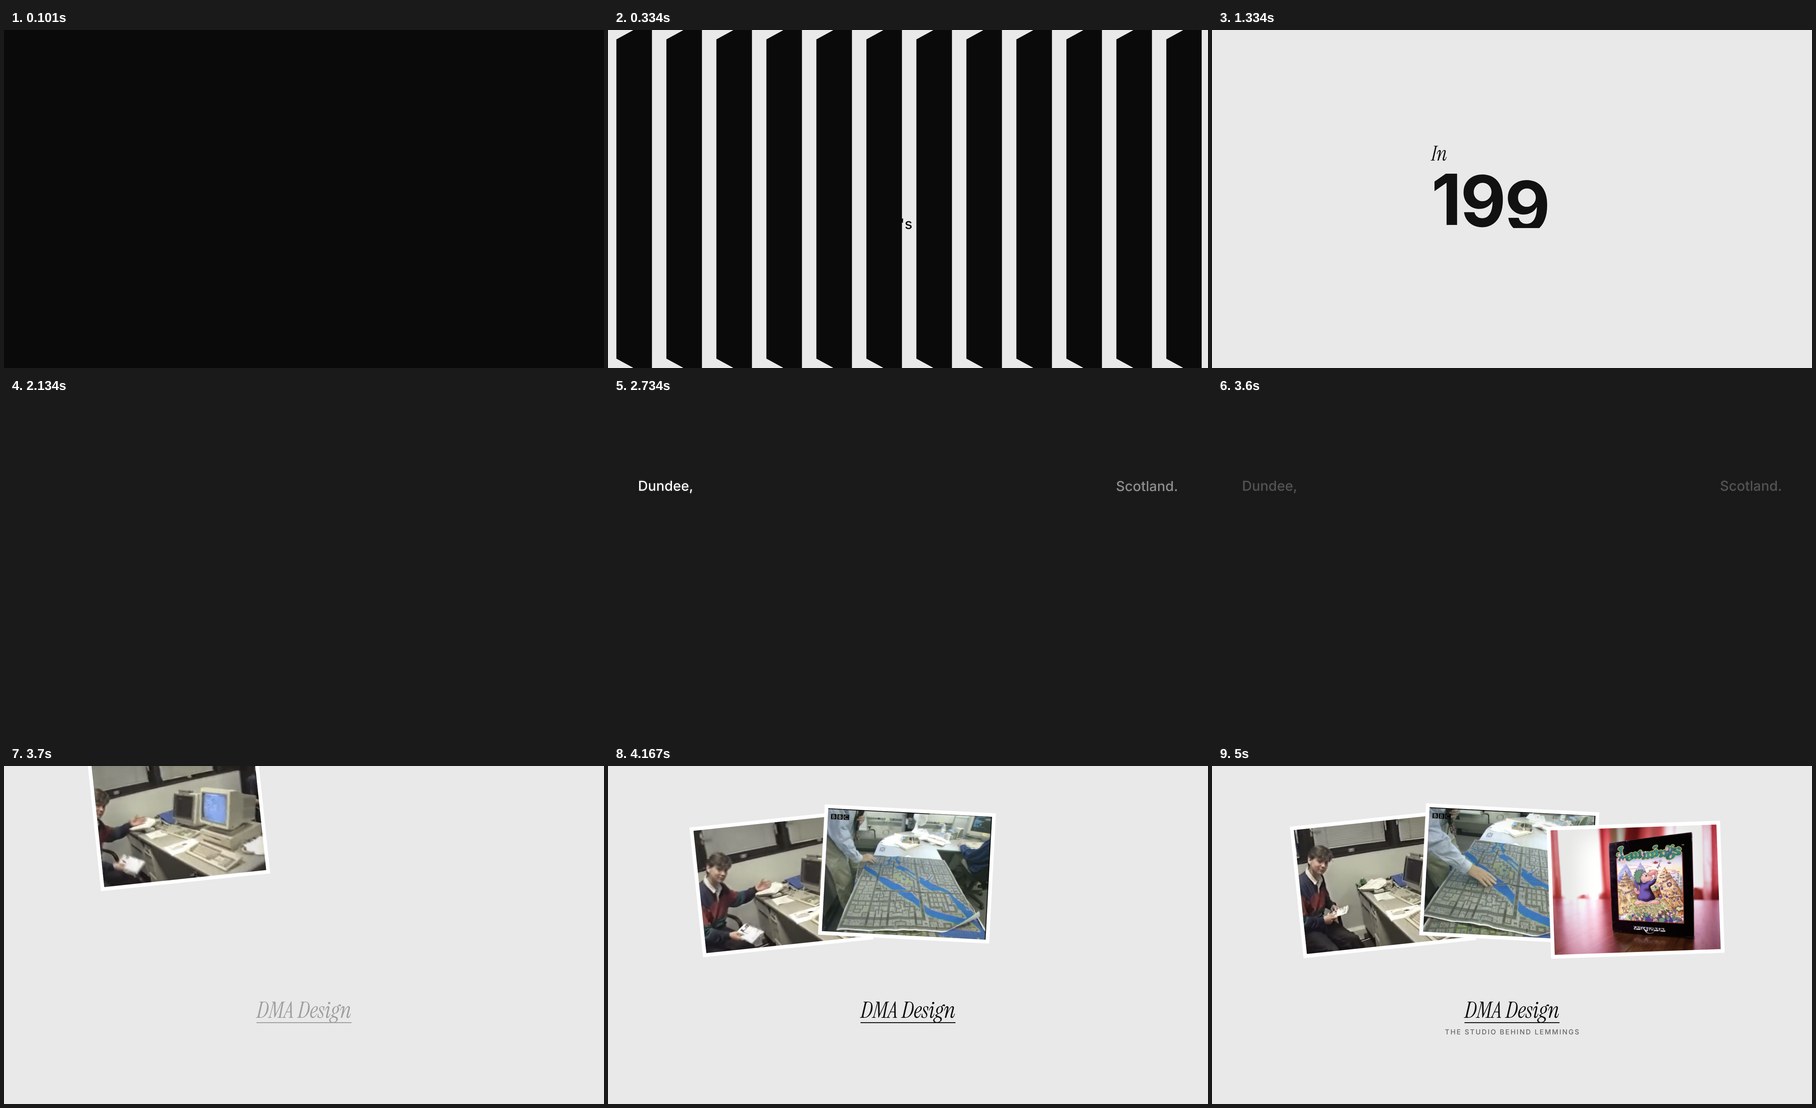 1. 0.101s
2. 0.334s
3. 1.334s
's
In
199
4. 2.134s
5. 2.734s
6. 3.6s
Dundee,
Scotland.
Dundee,
Scotland.
7. 3.7s
8. 4.167s
9. 5s
BBC
Lemmings
DMA Design
DMA Design
DMA Design
THE STUDIO BEHIND LEMMINGS